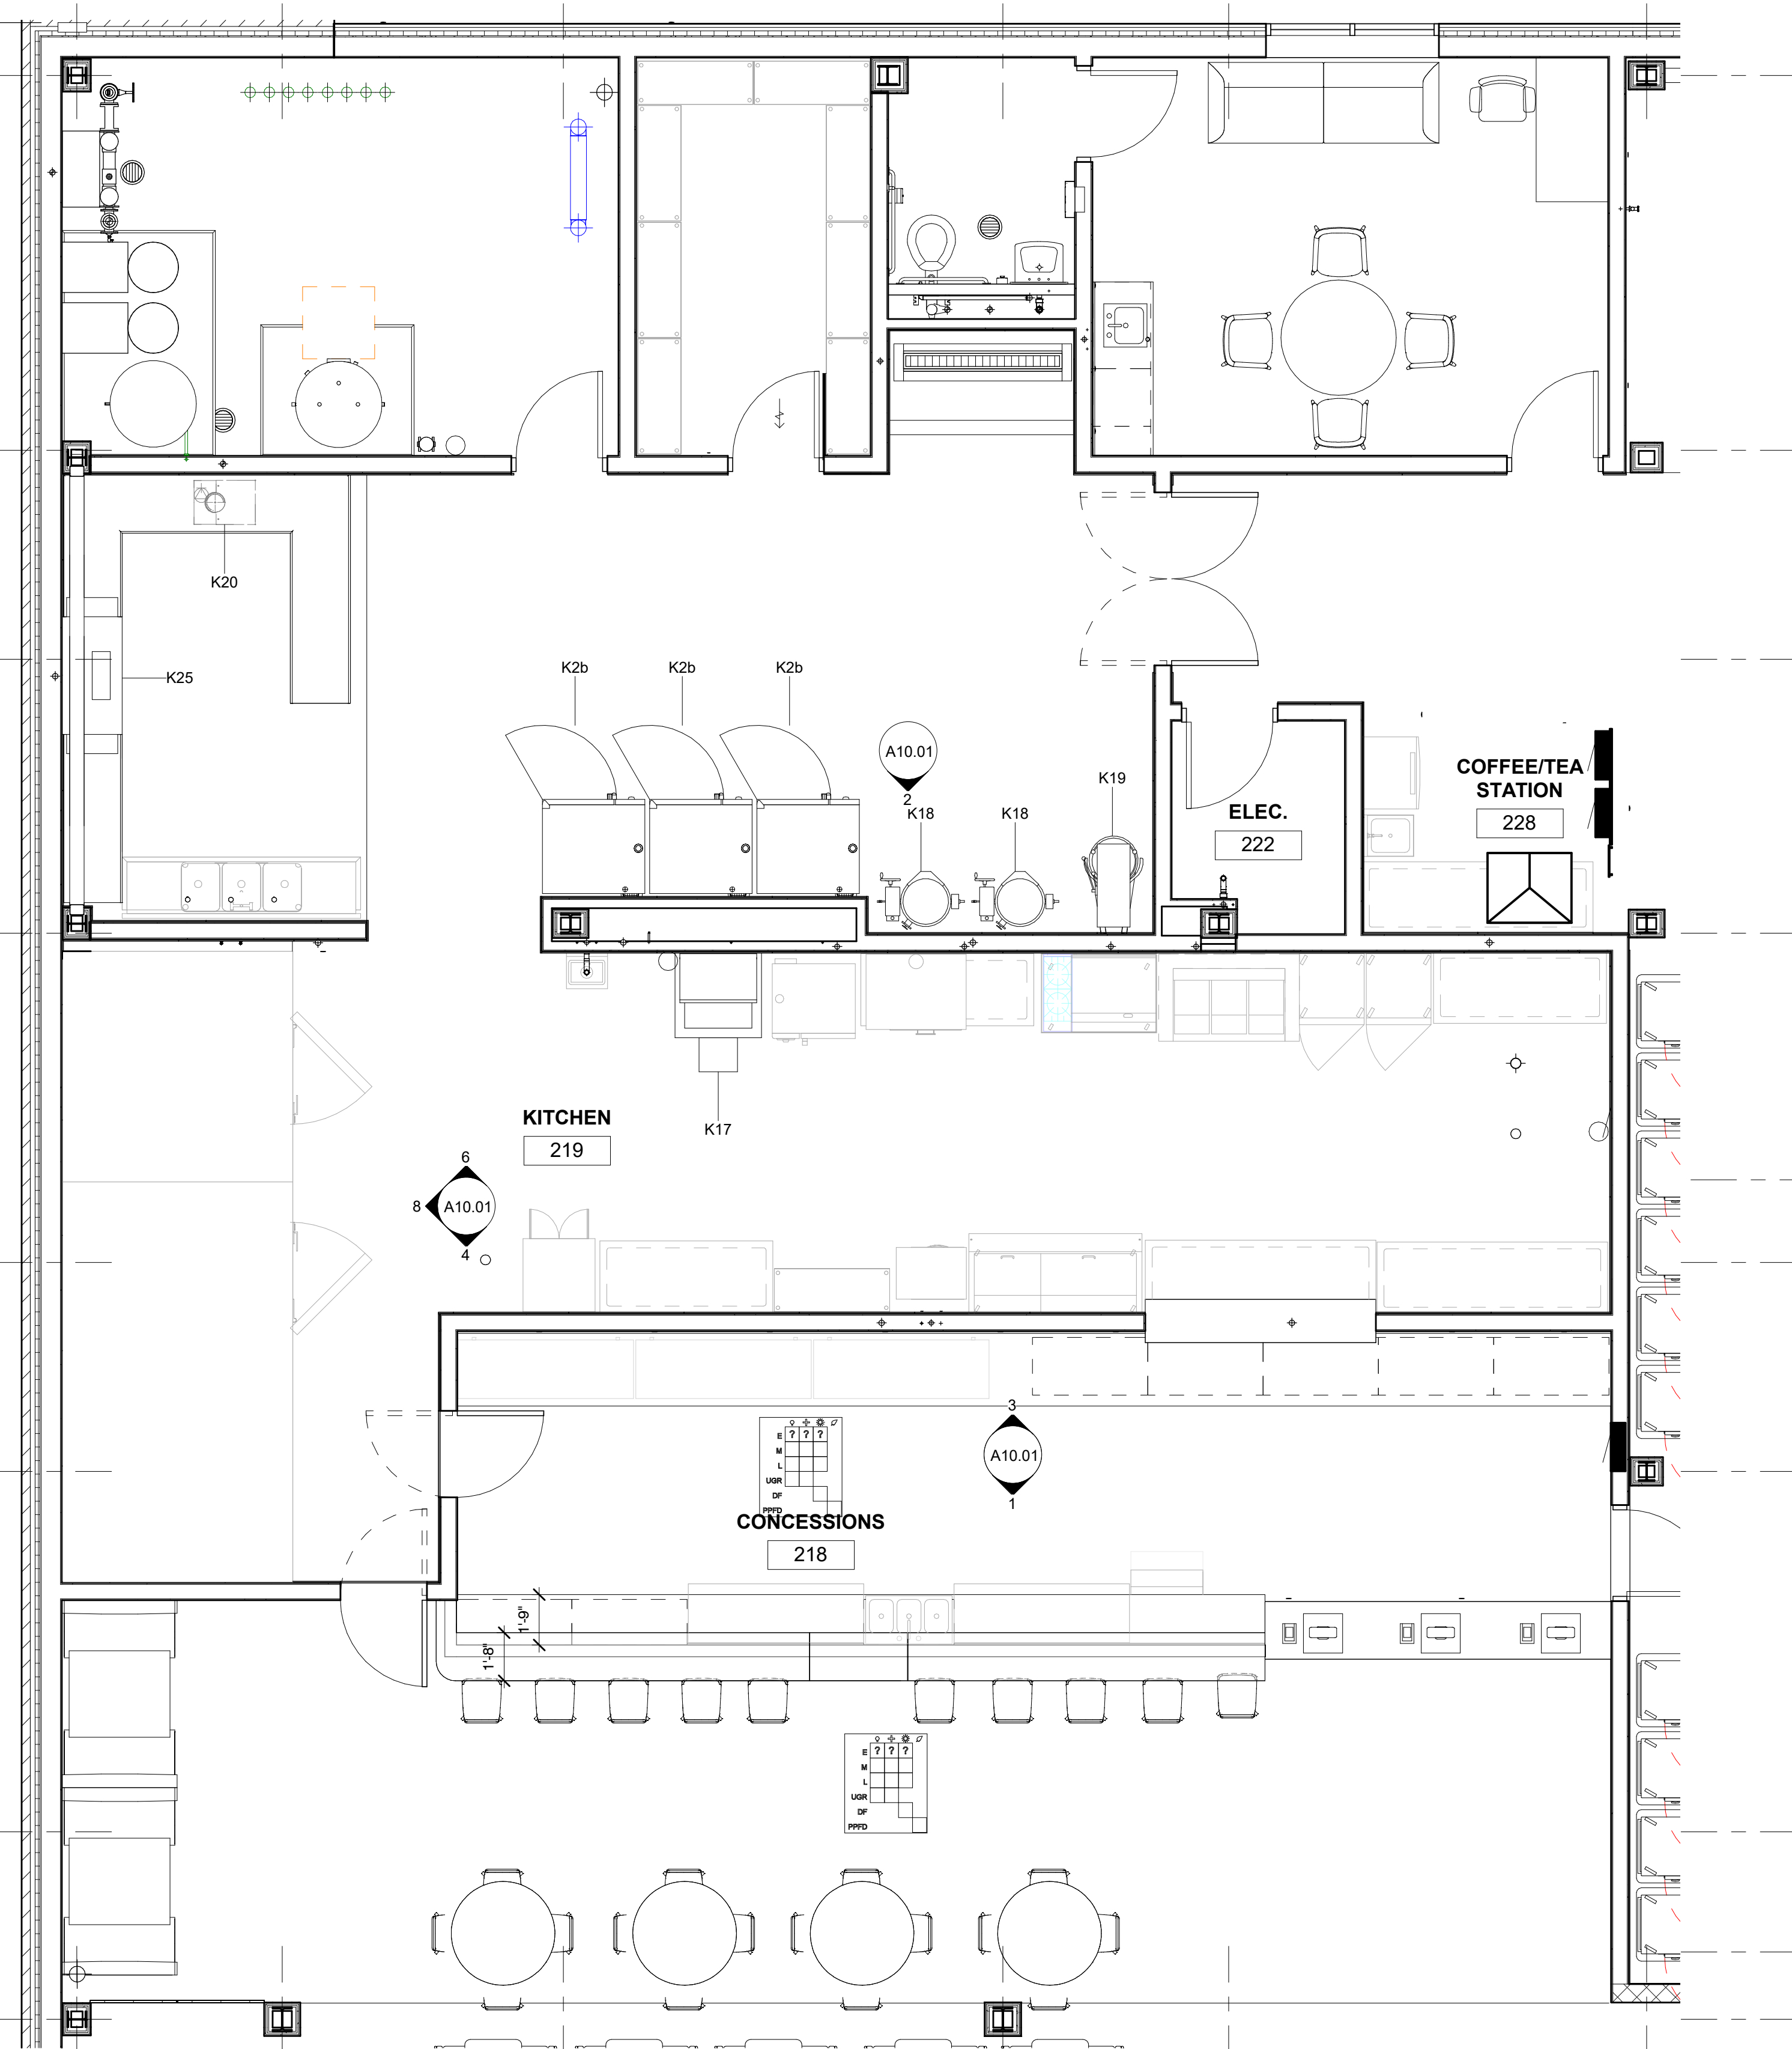 K20
K25
K2b
K2b
K2b
A10.01
2
K18
K18
K19
ELEC.
222
COFFEE/TEA
STATION
228
K17
KITCHEN
219
6
8
A10.01
4
3
A10.01
1
E ? ? ?
M
L
UGR
DF
PPFD
CONCESSIONS
218
1'-9"
1'-8"
E ? ? ?
M
L
UGR
DF
PPFD